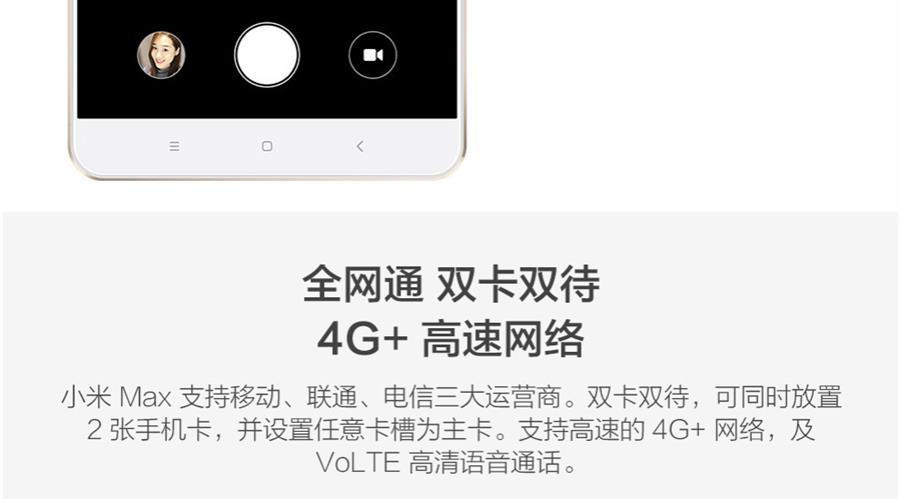 全网通 双卡双待
4G+ 高速网络
小米 Max 支持移动、联通、电信三大运营商。双卡双待，可同时放置
2 张手机卡，并设置任意卡槽为主卡。支持高速的 4G+ 网络，及
VoLTE 高清语音通话。